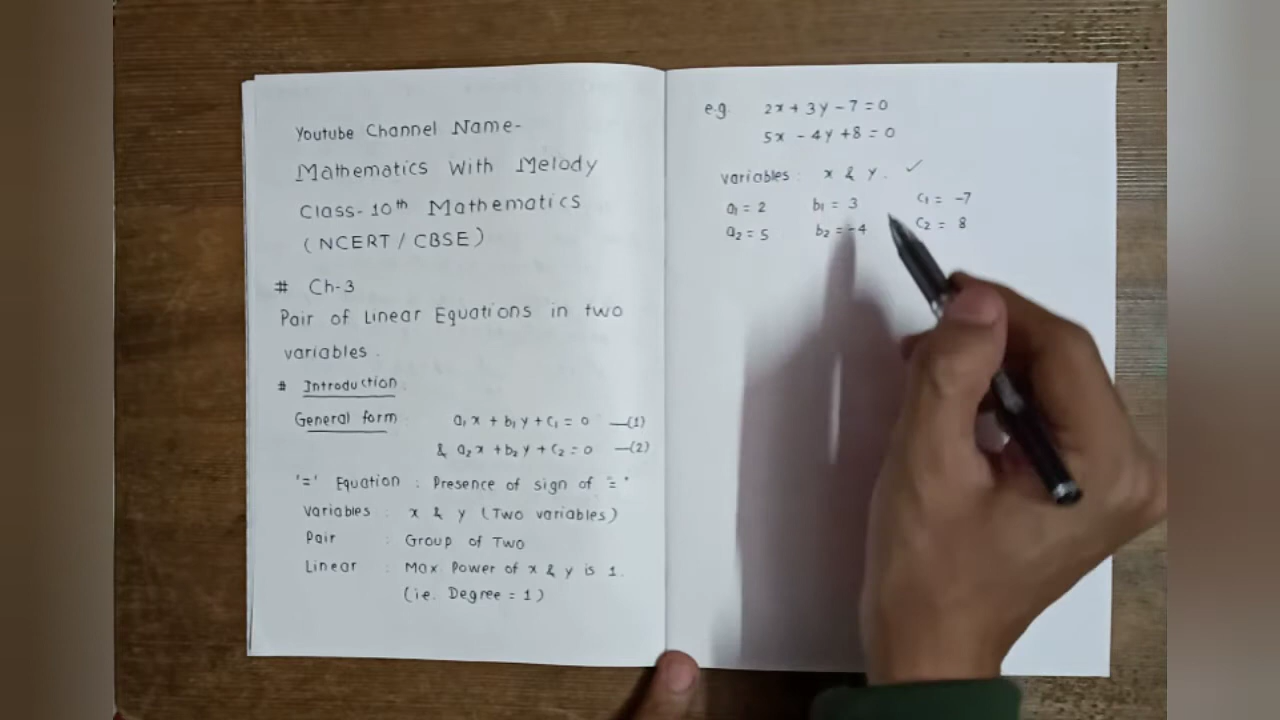 Youtube Channel Name-
Mathematics With Melody
Class-10th Mathematics
(NCERT / CBSE)
# Ch-3
Pair of Linear Equations in two
variables.
# Introduction.
General form : a₁x + b₁y + c₁ = 0 —(1)
& a₂x + b₂y + c₂ = 0 —(2)
'=' Equation : Presence of sign of '='
Variables : x & y (Two variables)
Pair : Group of Two
Linear : Max Power of x & y is 1.
(ie. Degree = 1)
e.g. 2x + 3y - 7 = 0
5x - 4y + 8 = 0
variables : x & y. ✓
a₁ = 2 b₁ = 3 c₁ = -7
a₂ = 5 b₂ = -4 c₂ = 8